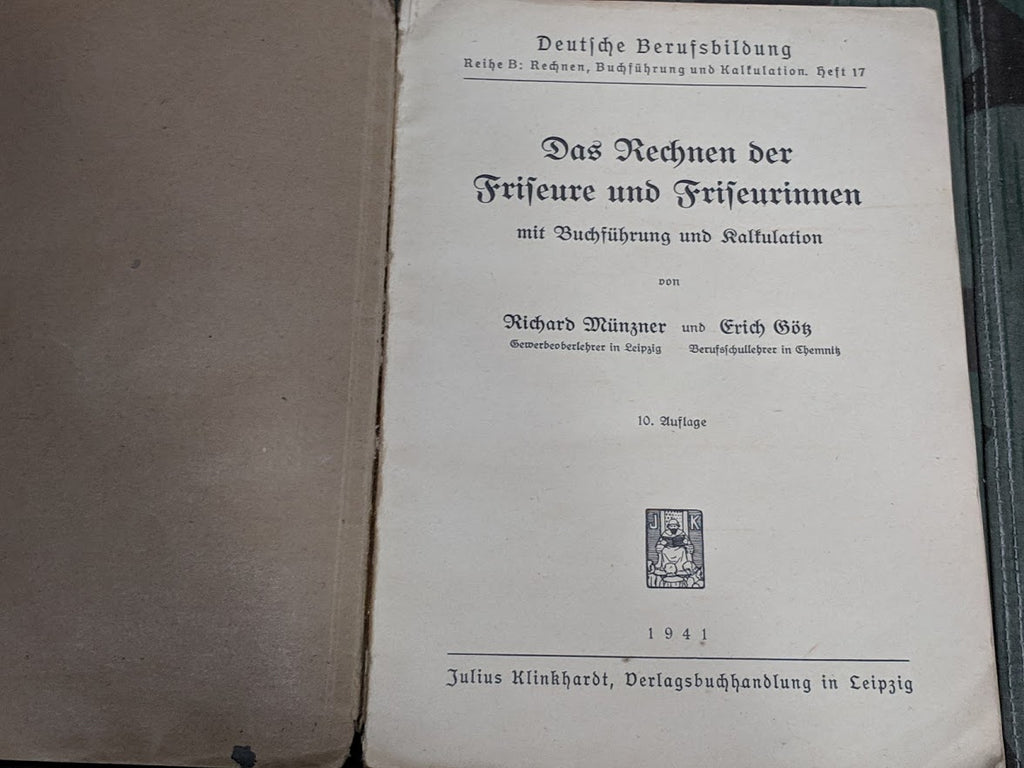 Deutſche Berufsbildung
Reihe B: Rechnen, Buchführung und Kalkulation. Heft 17
Das Rechnen der
Friſeure und Friſeurinnen
mit Buchführung und Kalkulation
von
Richard Münzner und Erich Götz
Gewerbeoberlehrer in Leipzig Berufsſchullehrer in Chemnitz
10. Auflage
J K
1941
Julius Klinkhardt, Verlagsbuchhandlung in Leipzig